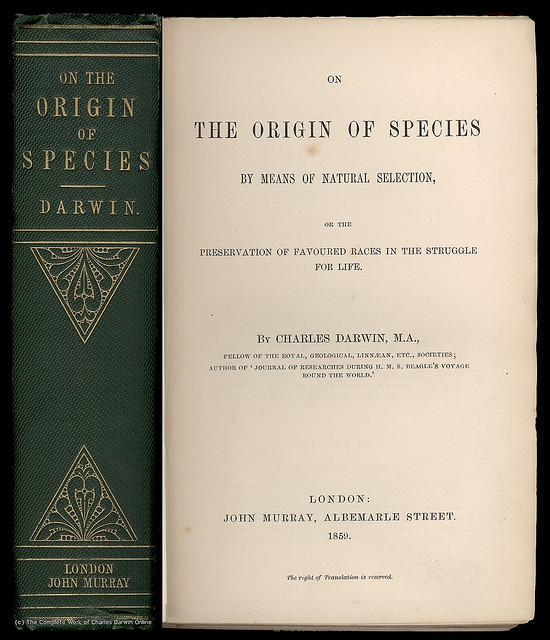 ON THE
ORIGIN
OF
SPECIES
DARWIN.
LONDON
JOHN MURRAY
(c) The Complete Work of Charles Darwin Online
ON
THE ORIGIN OF SPECIES
BY MEANS OF NATURAL SELECTION,
OR THE
PRESERVATION OF FAVOURED RACES IN THE STRUGGLE
FOR LIFE.
By CHARLES DARWIN, M.A.,
FELLOW OF THE ROYAL, GEOLOGICAL, LINNÆAN, ETC., SOCIETIES;
AUTHOR OF 'JOURNAL OF RESEARCHES DURING H. M. S. BEAGLE'S VOYAGE
ROUND THE WORLD.'
LONDON:
JOHN MURRAY, ALBEMARLE STREET.
1859.
The right of Translation is reserved.